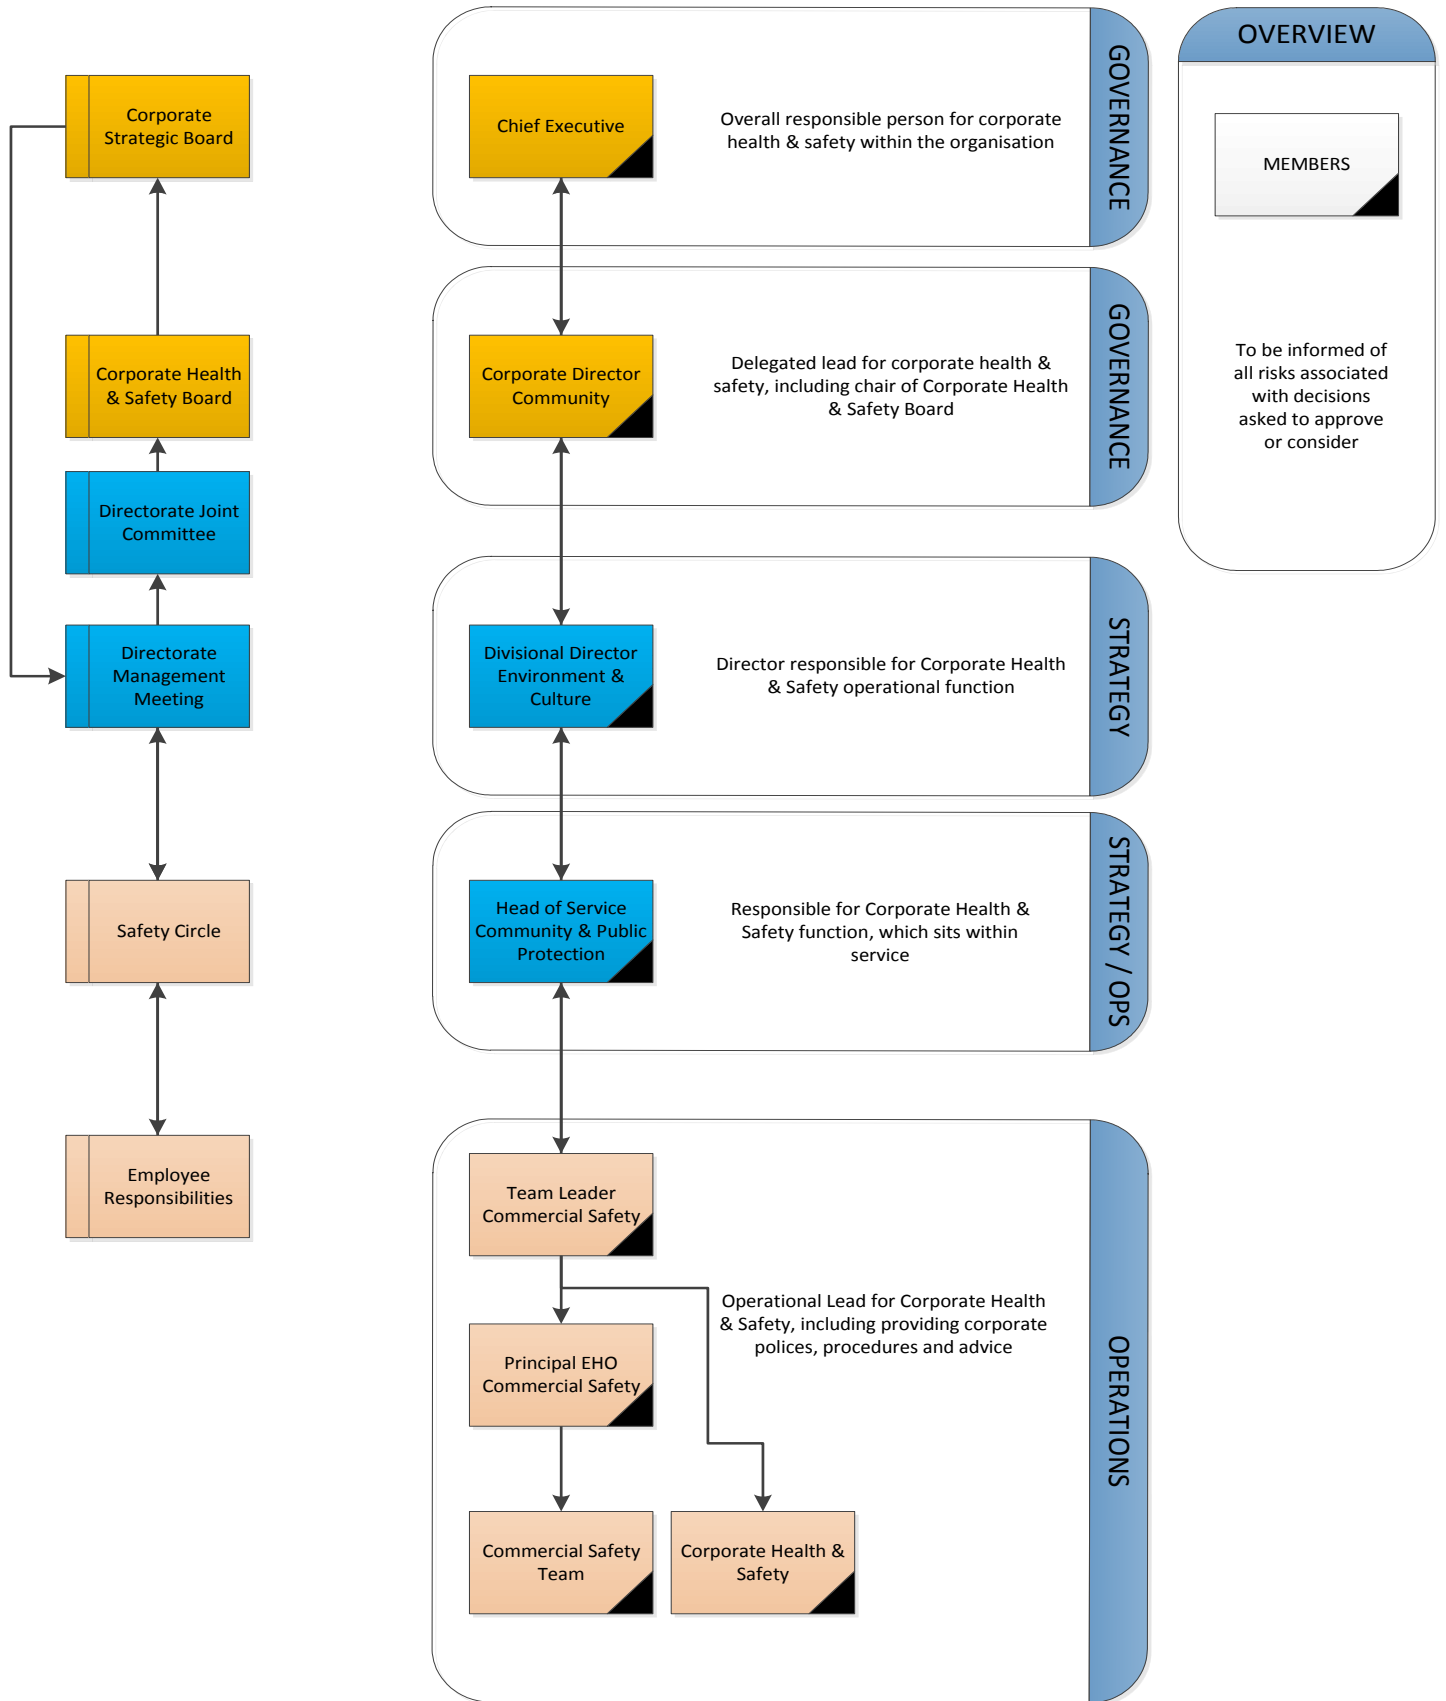 Corporate
Strategic Board
Corporate Health
& Safety Board
Directorate Joint
Committee
Directorate
Management
Meeting
Safety Circle
Employee
Responsibilities
Chief Executive
Overall responsible person for corporate
health & safety within the organisation
GOVERNANCE
Corporate Director
Community
Delegated lead for corporate health &
safety, including chair of Corporate Health
& Safety Board
GOVERNANCE
Divisional Director
Environment &
Culture
Director responsible for Corporate Health
& Safety operational function
STRATEGY
Head of Service
Community & Public
Protection
Responsible for Corporate Health &
Safety function, which sits within
service
STRATEGY / OPS
Team Leader
Commercial Safety
Operational Lead for Corporate Health
& Safety, including providing corporate
polices, procedures and advice
Principal EHO
Commercial Safety
Commercial Safety
Team
Corporate Health &
Safety
OPERATIONS
OVERVIEW
MEMBERS
To be informed of
all risks associated
with decisions
asked to approve
or consider